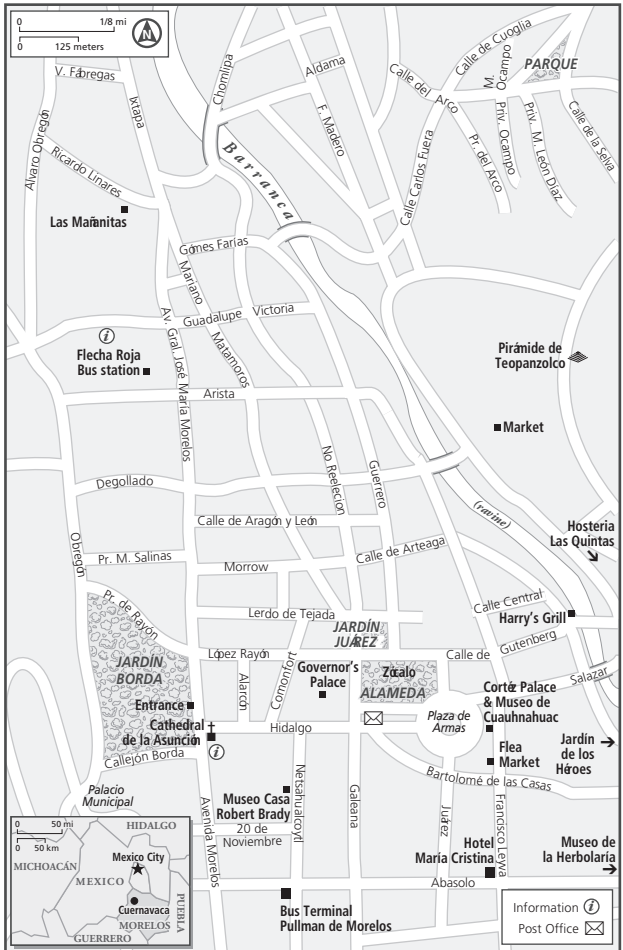 0 1/8 mi
0 125 meters
N
V. Fábregas
Ixtapa
Chomlipa
Aldama
F. Madero
Calle del Arco
Calle de Cuoglia
M. Ocampo
PARQUE
Priv. Ocampo
Priv. M. León Díaz
Calle de la Selva
Pr. del Arco
Calle Carlos Fuera
Alvaro Obregón
Ricardo Linares
Las Mañanitas
Barranca
Gómes Farías
Mariano
Matamoros
Guadalupe Victoria
Av. Gral. José María Morelos
Flecha Roja
Bus station
Pirámide de
Teopanzolco
Arista
Market
No Reelecion
Guerrero
Degollado
(ravine)
Calle de Aragón y León
Hosteria
Las Quintas
Obregón
Pr. M. Salinas
Morrow
Calle de Arteaga
Pr. de Rayón
Lerdo de Tejada
JARDÍN
JUÁREZ
Calle Central
Harry's Grill
Calle de Gutenberg
Salazar
López Rayón
JARDÍN
BORDA
Alarcón
Comonfort
Governor's
Palace
Zócalo
ALAMEDA
Cortéz Palace
& Museo de
Cuauhnahuac
Entrance
Cathedral
de la Asunción
Hidalgo
Plaza de
Armas
Flea
Market
Jardín
de los
Héroes
Callejón Borda
Bartolomé de las Casas
Palacio
Municipal
Museo Casa
Robert Brady
Netsahualcoyil
Galeana
Juárez
Francisco Leyva
Avenida Morelos
20 de
Noviembre
Hotel
María Cristina
Museo de
la Herbolaría
Abasolo
Bus Terminal
Pullman de Morelos
0 50 mi
0 50 km
HIDALGO
MICHOACÁN
Mexico City
MEXICO
PUEBLA
Cuernavaca
MORELOS
GUERRERO
Information i
Post Office